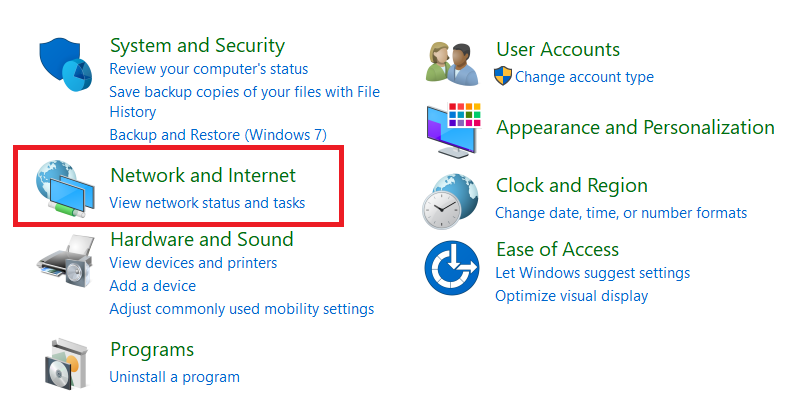 System and Security
Review your computer's status
Save backup copies of your files with File
History
Backup and Restore (Windows 7)
Network and Internet
View network status and tasks
Hardware and Sound
View devices and printers
Add a device
Adjust commonly used mobility settings
Programs
Uninstall a program
User Accounts
Change account type
Appearance and Personalization
Clock and Region
Change date, time, or number formats
Ease of Access
Let Windows suggest settings
Optimize visual display